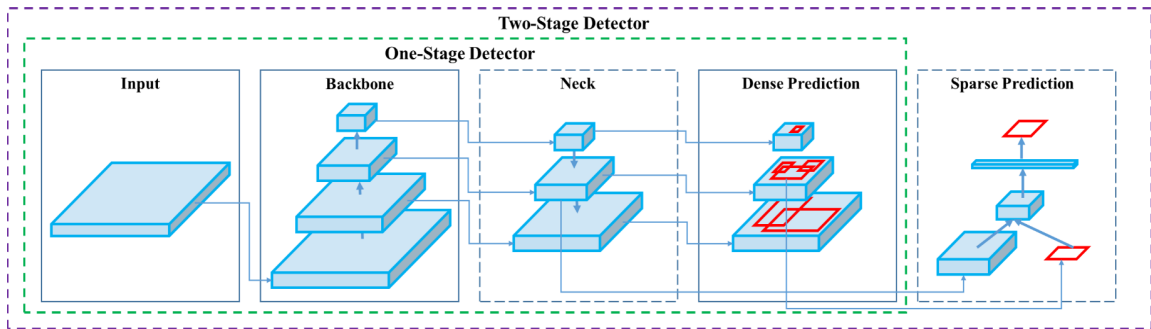 Two-Stage Detector
One-Stage Detector
Input
Backbone
Neck
Dense Prediction
Sparse Prediction